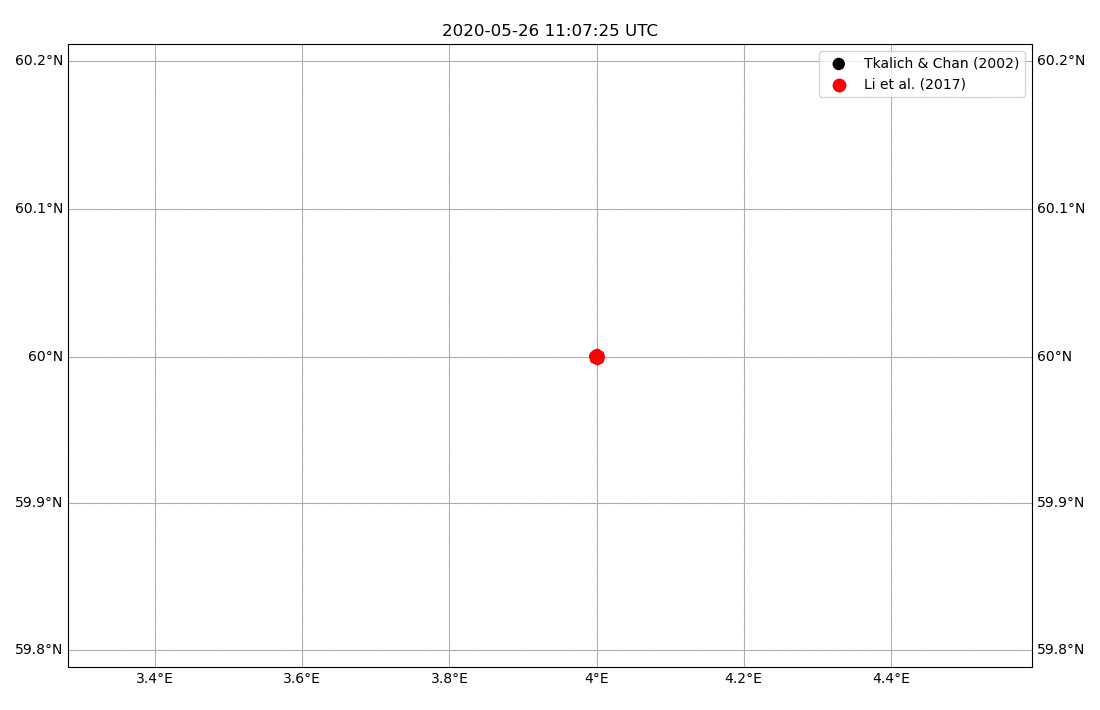 2020-05-26 11:07:25 UTC
Tkalich & Chan (2002)
Li et al. (2017)
60.2°N 60.2°N
60.1°N 60.1°N
60°N 60°N
59.9°N 59.9°N
59.8°N 59.8°N
3.4°E 3.6°E 3.8°E 4°E 4.2°E 4.4°E